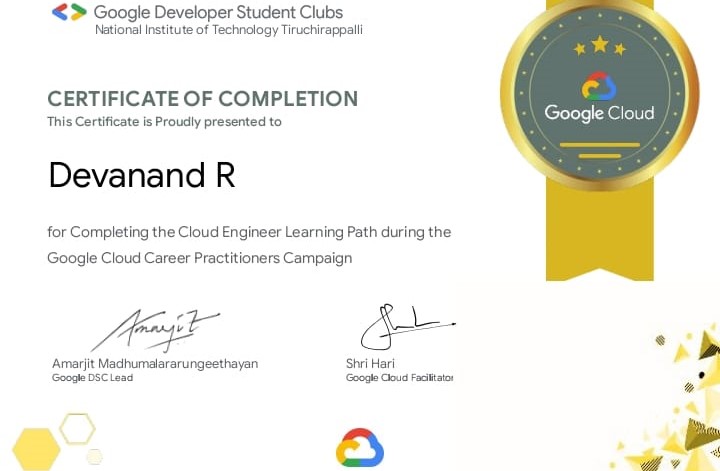 Google Developer Student Clubs
National Institute of Technology Tiruchirappalli
CERTIFICATE OF COMPLETION
This Certificate is Proudly presented to
Devanand R
for Completing the Cloud Engineer Learning Path during the
Google Cloud Career Practitioners Campaign
Google Cloud
Amarjit
Amarjit Madhumalararungeethayan
Google DSC Lead
Shri Hari
Google Cloud Facilitator